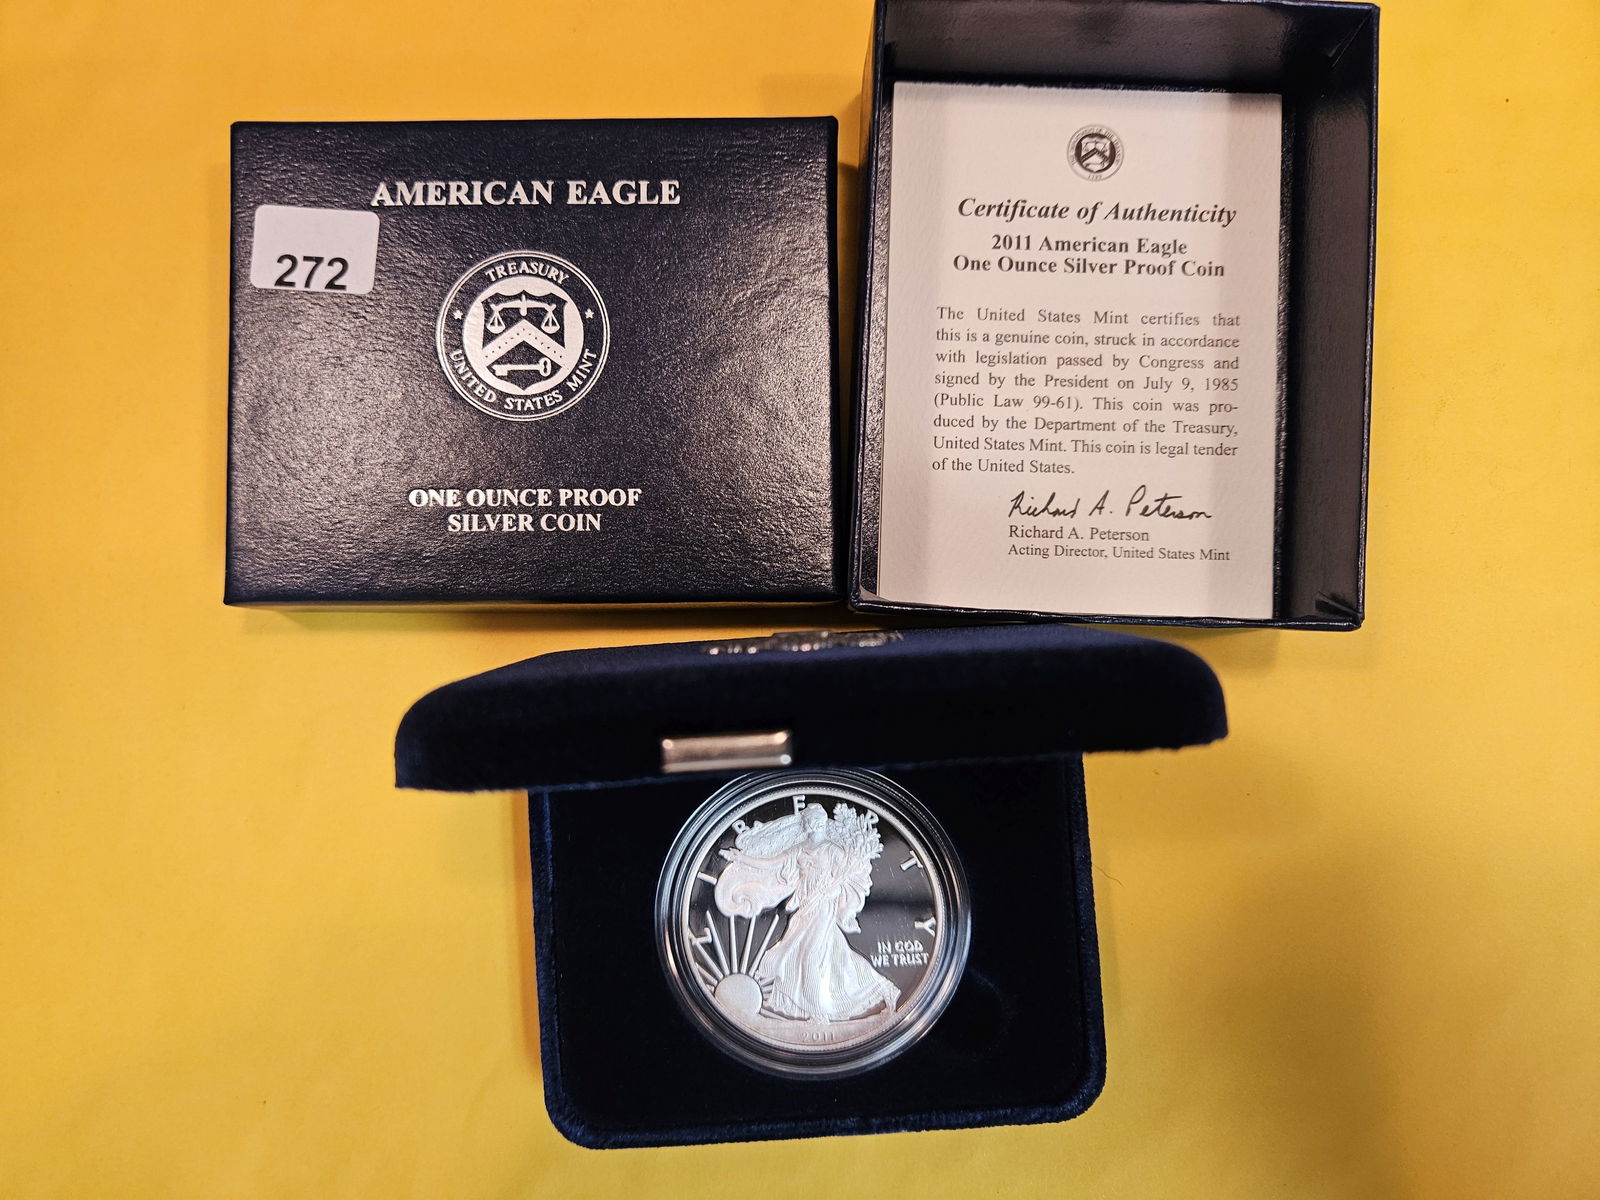 AMERICAN EAGLE
272
TREASURY
UNITED STATES MINT
ONE OUNCE PROOF
SILVER COIN
Certificate of Authenticity
2011 American Eagle
One Ounce Silver Proof Coin
The United States Mint certifies that
this is a genuine coin, struck in accordance
with legislation passed by Congress and
signed by the President on July 9, 1985
(Public Law 99-61). This coin was pro-
duced by the Department of the Treasury,
United States Mint. This coin is legal tender
of the United States.
Richard A. Peterson
Richard A. Peterson
Acting Director, United States Mint
LIBERTY
IN GOD
WE TRUST
2011